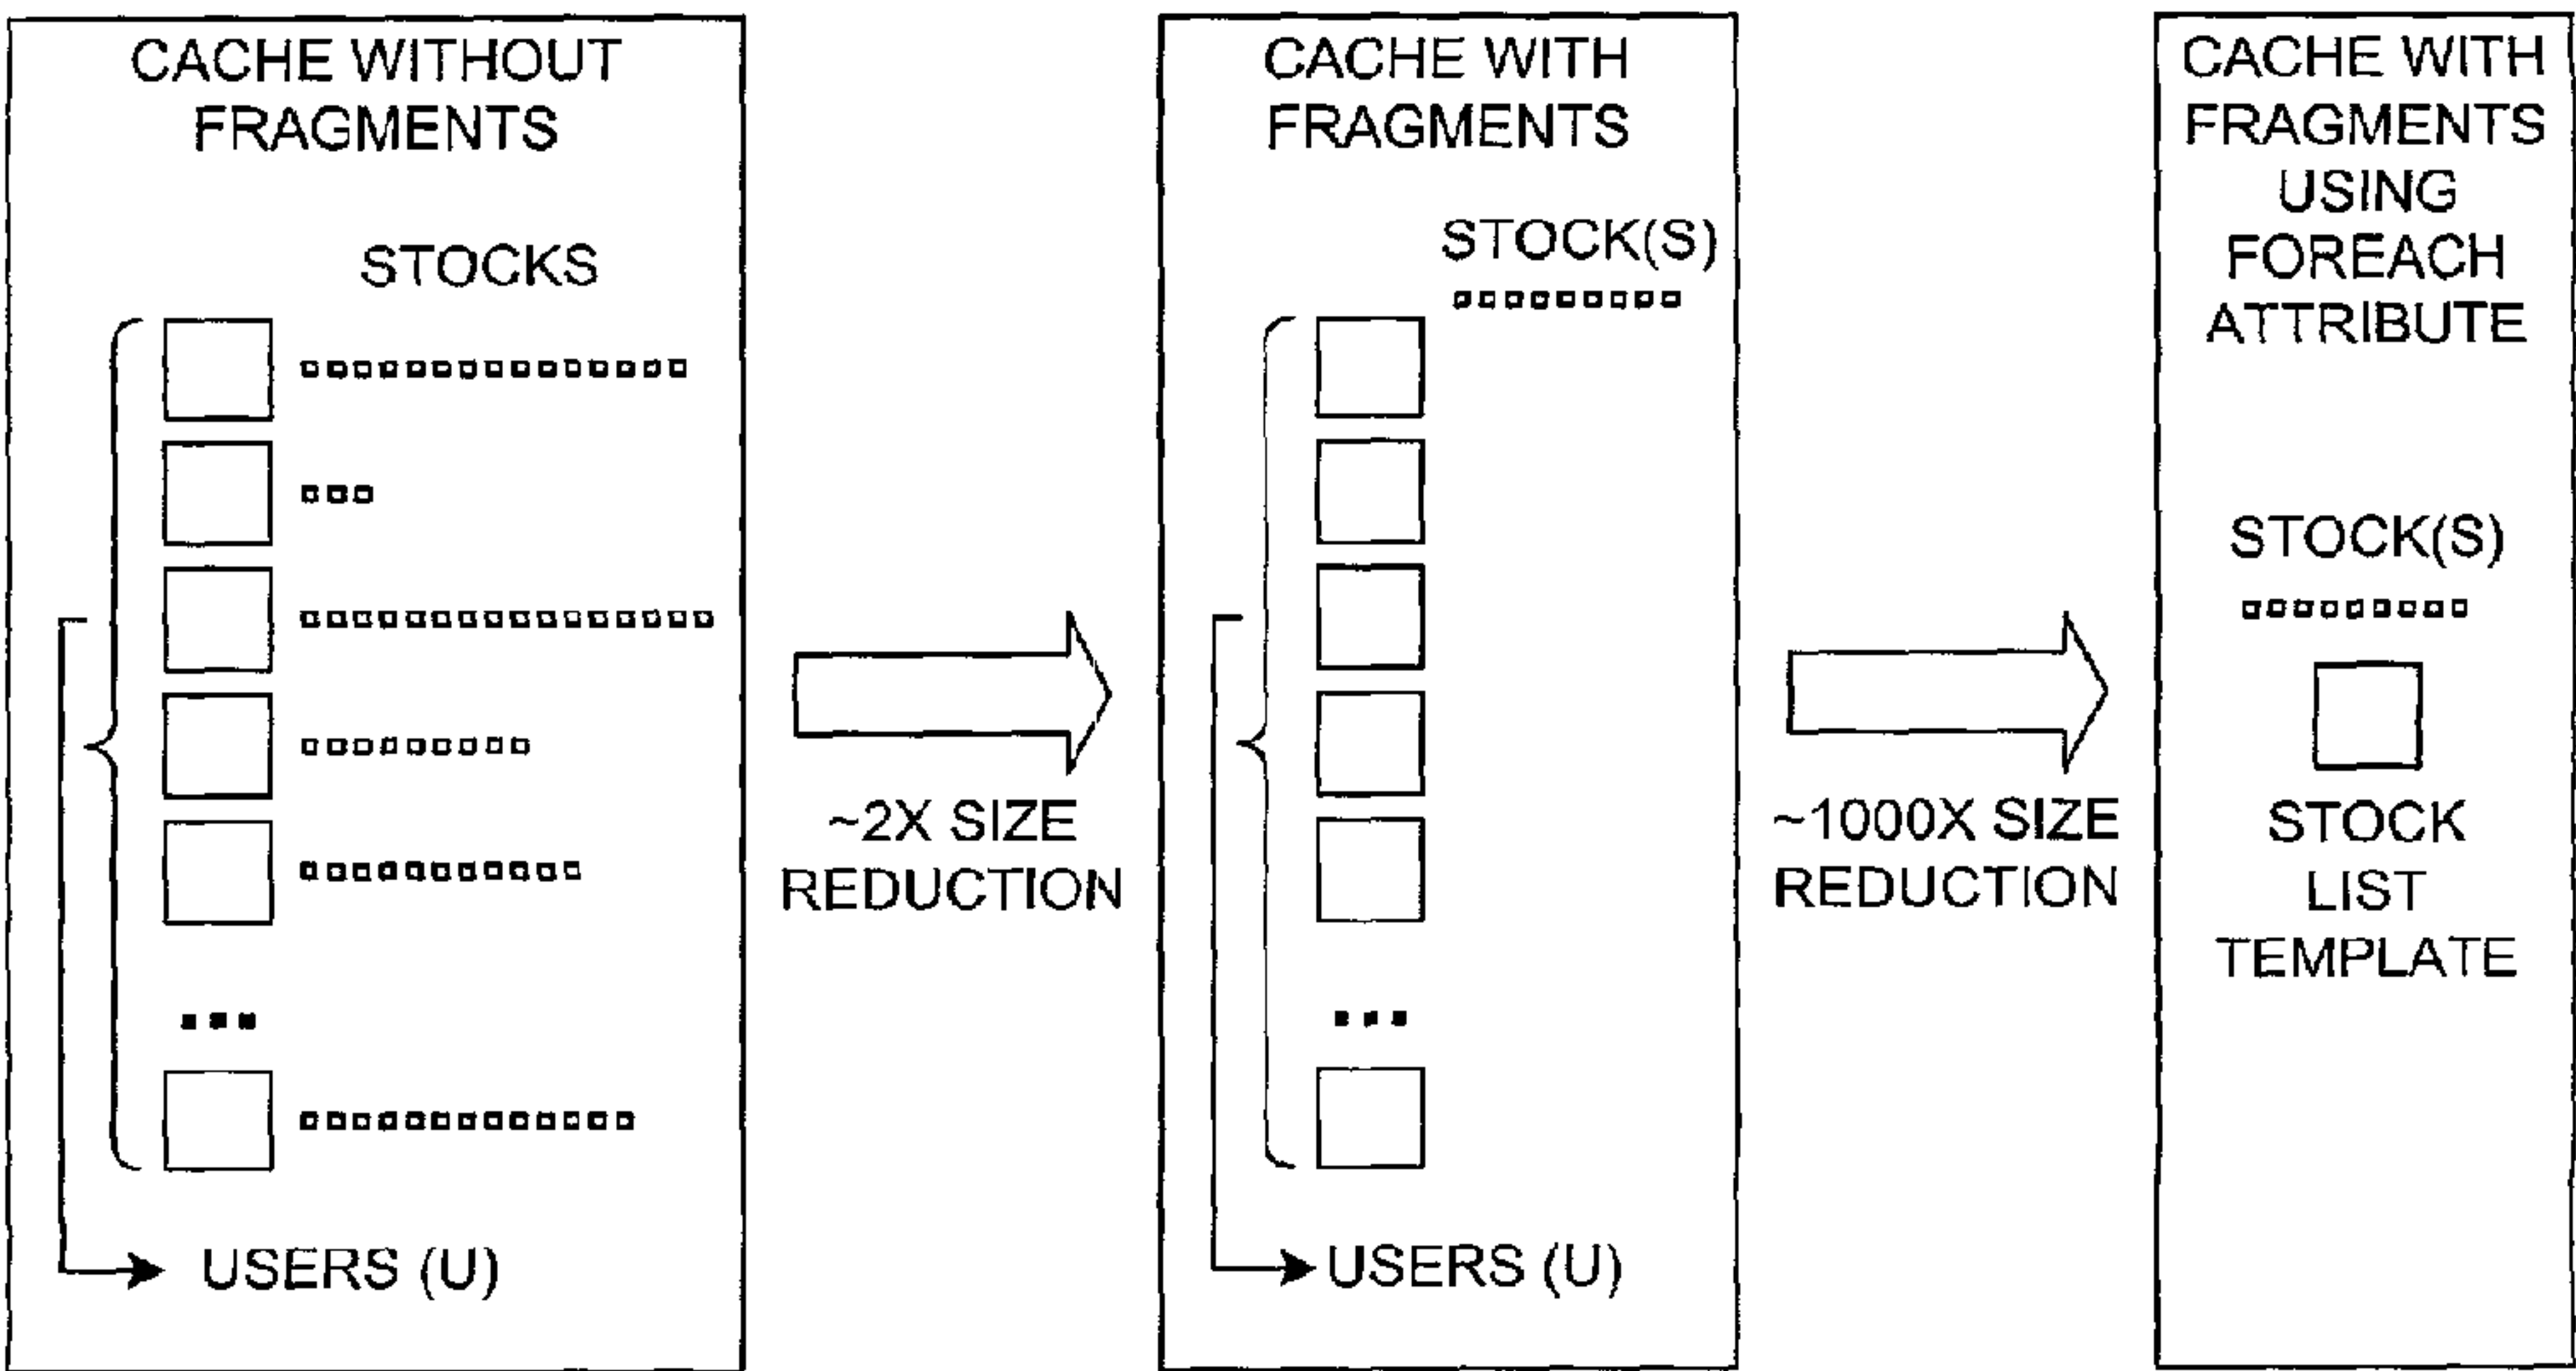 CACHE WITHOUT
FRAGMENTS
STOCKS
...
USERS (U)
~2X SIZE
REDUCTION
CACHE WITH
FRAGMENTS
STOCK(S)
...
USERS (U)
~1000X SIZE
REDUCTION
CACHE WITH
FRAGMENTS
USING
FOREACH
ATTRIBUTE
STOCK(S)
STOCK
LIST
TEMPLATE